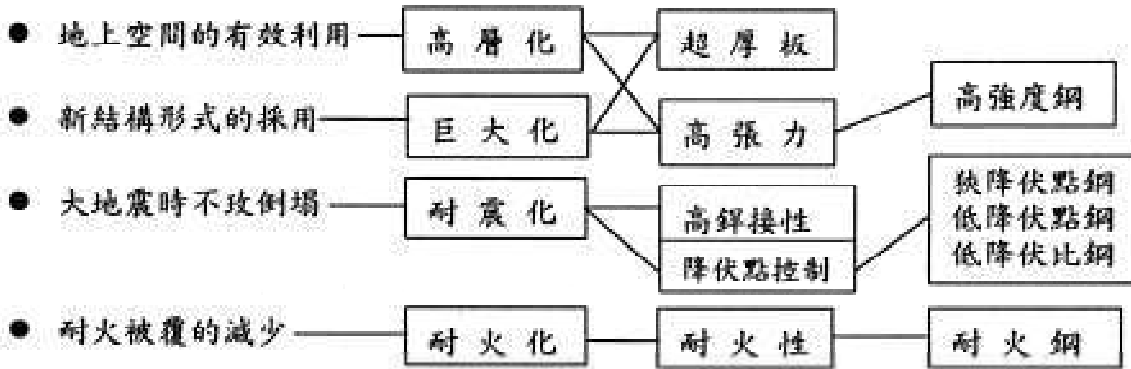 ● 地上空間的有效利用
高層化
超厚板
● 新結構形式的採用
巨大化
高張力
高強度鋼
● 大地震時不攻倒塌
耐震化
高銲接性
降伏點控制
狹降伏點鋼
低降伏點鋼
低降伏比鋼
● 耐火被覆的減少
耐火化
耐火性
耐火鋼